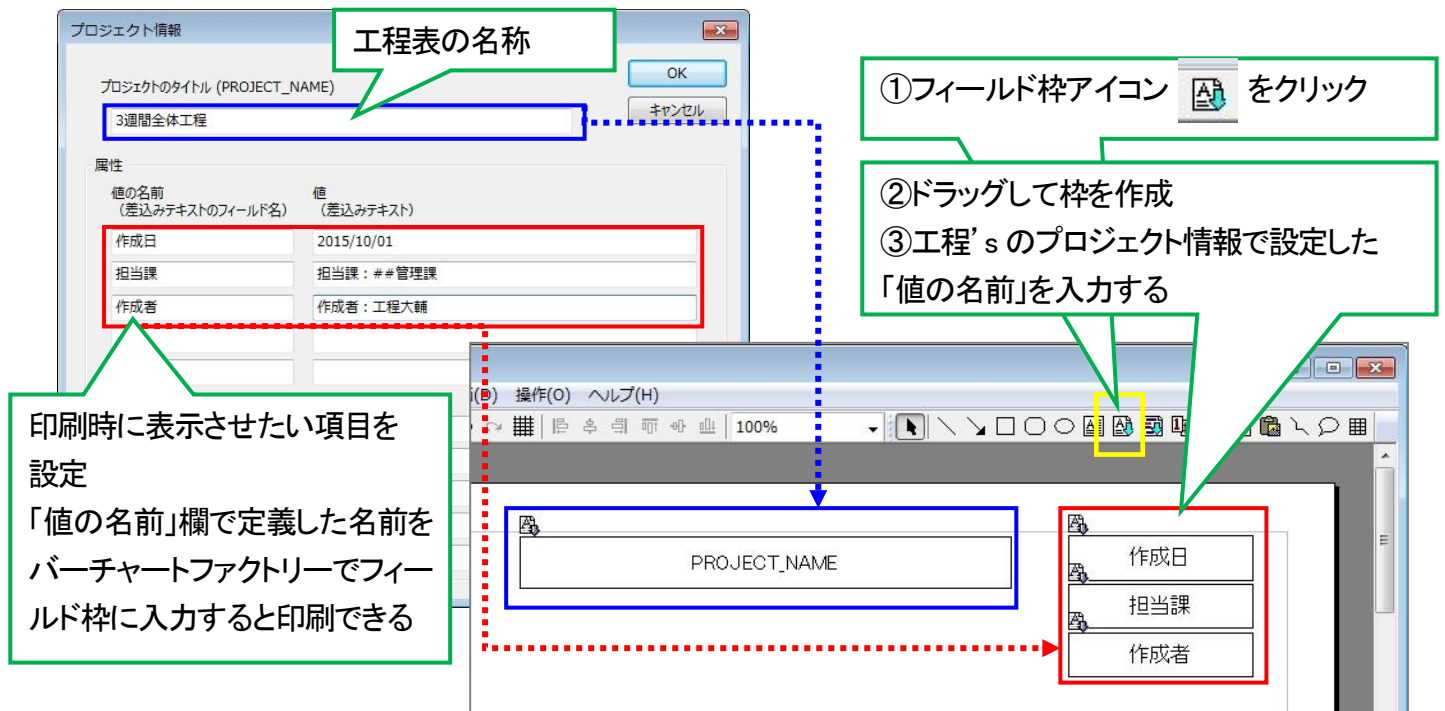 プロジェクト情報
工程表の名称
プロジェクトのタイトル (PROJECT_NAME)
OK
3週間全体工程
キャンセル
属性
値の名前
(差込みテキストのフィールド名)
値
(差込みテキスト)
作成日
2015/10/01
担当課
担当課：##管理課
作成者
作成者：工程大輔
①フィールド枠アイコン をクリック
②ドラッグして枠を作成
③工程’s のプロジェクト情報で設定した
「値の名前」を入力する
印刷時に表示させたい項目を
設定
「値の名前」欄で定義した名前を
バーチャートファクトリーでフィー
ルド枠に入力すると印刷できる
(D) 操作(O) ヘルプ(H)
100%
PROJECT_NAME
作成日
担当課
作成者